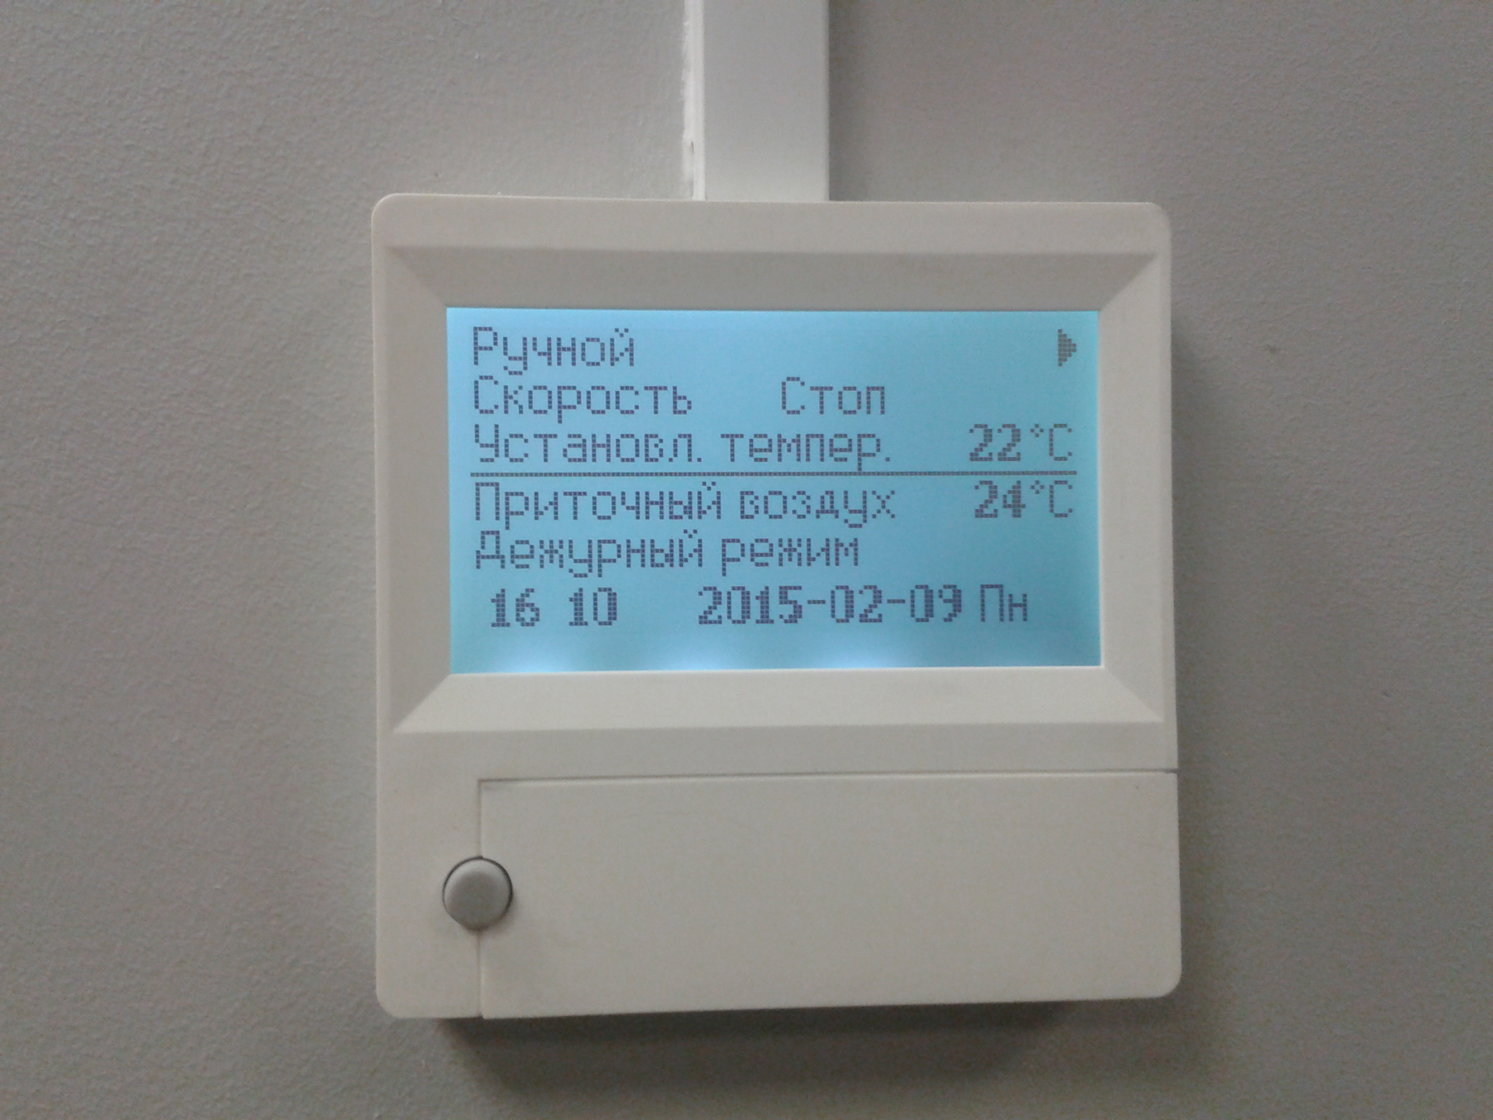 Ручной
Скорость Стоп
Установл. темпер. 22°C
Приточный воздух 24°C
Дежурный режим
16 10 2015-02-09 Пн